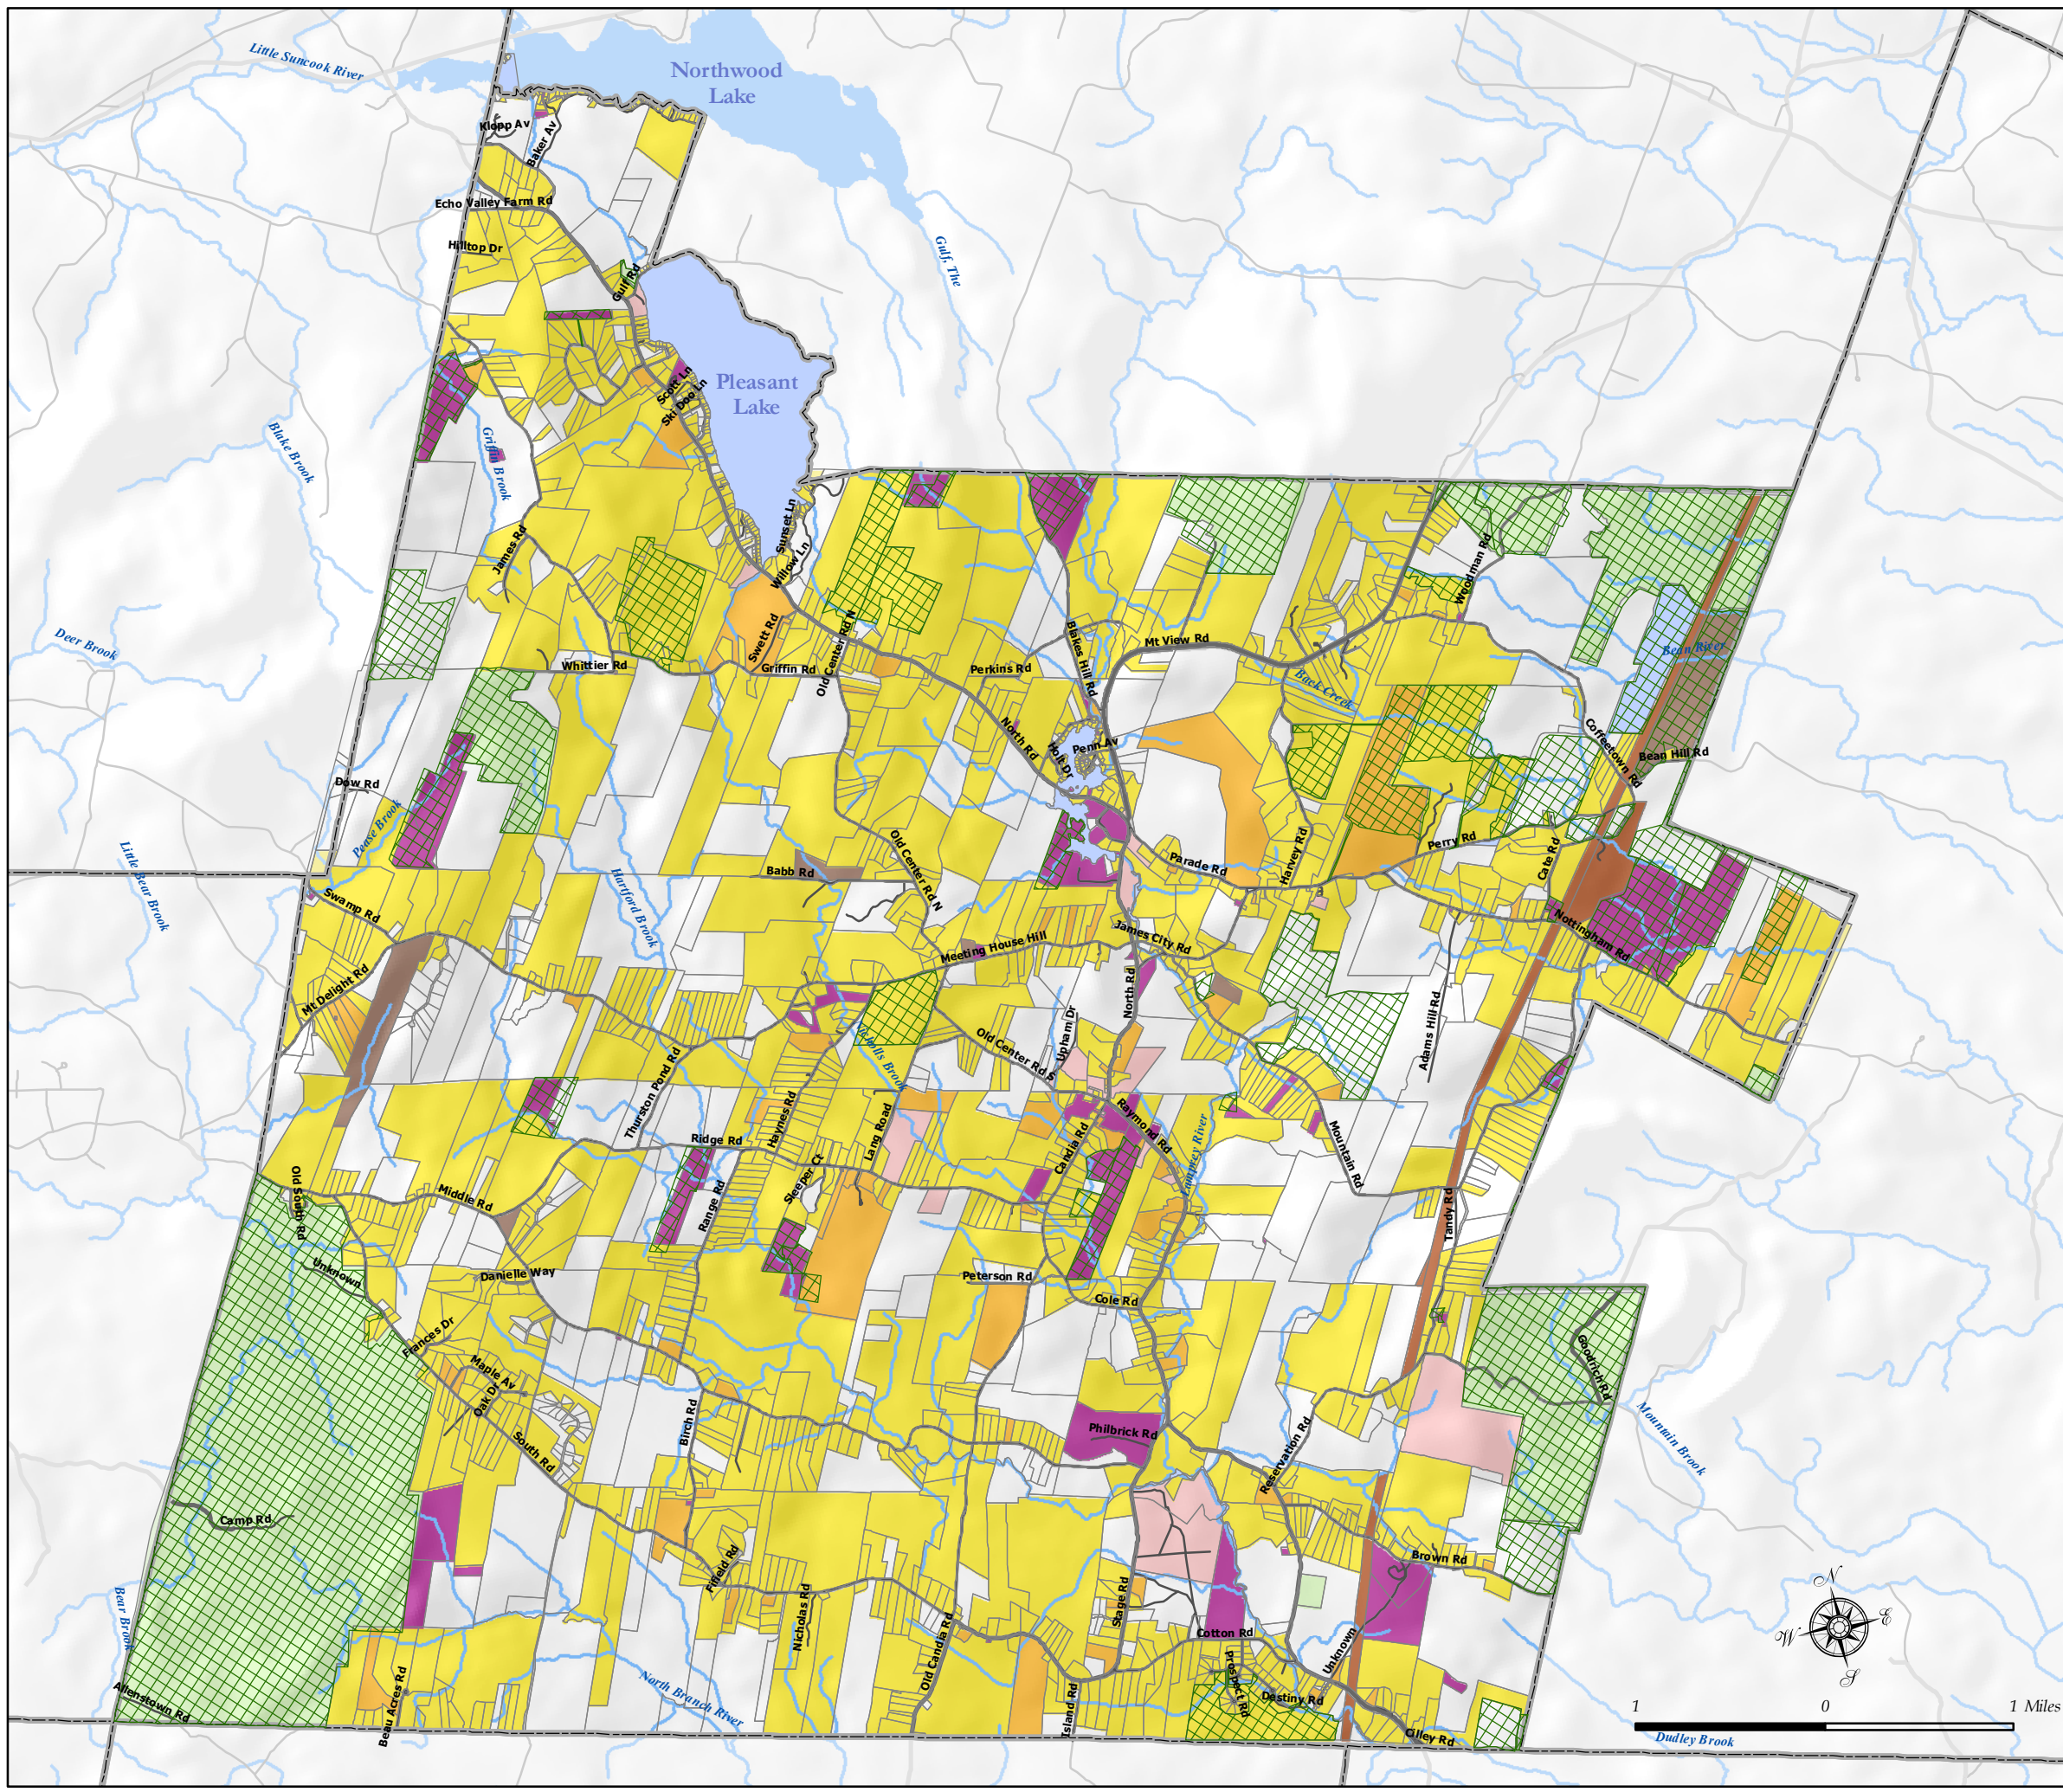 Little Suncook River
Northwood
Lake
Klopp Av
Baker Av
Echo Valley Farm Rd
Hilltop Dr
Gulf, The
Gulf Rd
Pleasant
Lake
Scott Ln
Ski Doo Ln
Blake Brook
Griffin Brook
Sunset Ln
Willow Ln
James Rd
Woodman Rd
Deer Brook
Swett Rd
Old Center Rd N
Blakes Hill Rd
Mt View Rd
Bean River
Whittier Rd
Griffin Rd
Perkins Rd
Back Creek
North Rd
Holt Dr
Penn Av
Coffeetown Rd
Bean Hill Rd
Dow Rd
Pease Brook
Little Bear Brook
Hartford Brook
Babb Rd
Old Center Rd N
Parade Rd
Harvey Rd
Perry Rd
Cate Rd
Swamp Rd
Meeting House Hill
James City Rd
Nottingham Rd
Mt Delight Rd
North Rd
Nicholls Brook
Old Center Rd S
Upham Dr
Adams Hill Rd
Thurston Pond Rd
Haynes Rd
Lang Road
Ridge Rd
Candia Rd
Raymond Rd
Lamprey River
Mountain Rd
Old South Rd
Middle Rd
Range Rd
Sleeper Ct
Tandy Rd
Unknown
Danielle Way
Peterson Rd
Cole Rd
Frances Dr
Maple Av
Oak Dr
Goodrich Rd
Mountain Brook
South Rd
Birch Rd
Philbrick Rd
Reservation Rd
Camp Rd
Fifield Rd
Nicholas Rd
Stage Rd
Brown Rd
Bear Brook
Old Candia Rd
Cotton Rd
Unknown
Prospect Rd
Destiny Rd
Allenstown Rd
Beau Acres Rd
North Branch River
Island Rd
Cilley Rd
Dudley Brook
N
E
W
S
1 0 1 Miles